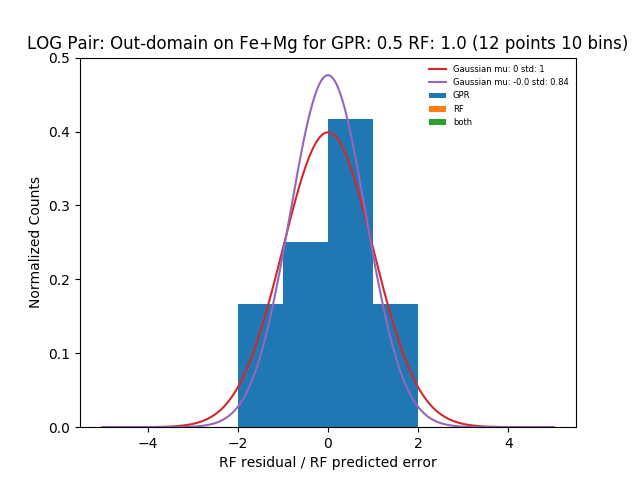 LOG Pair: Out-domain on Fe+Mg for GPR: 0.5 RF: 1.0 (12 points 10 bins)
Gaussian mu: 0 std: 1
Gaussian mu: -0.0 std: 0.84
GPR
RF
both
Normalized Counts
0.5
0.4
0.3
0.2
0.1
0.0
−4
−2
0
2
4
RF residual / RF predicted error